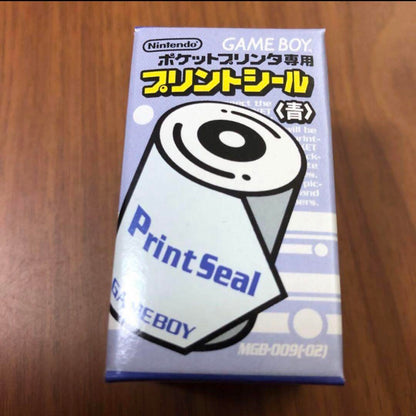 Nintendo
GAME BOY
ポケットプリンタ専用
プリントシール
〈青〉
Print Seal
GAMEBOY
MGB-009(-02)